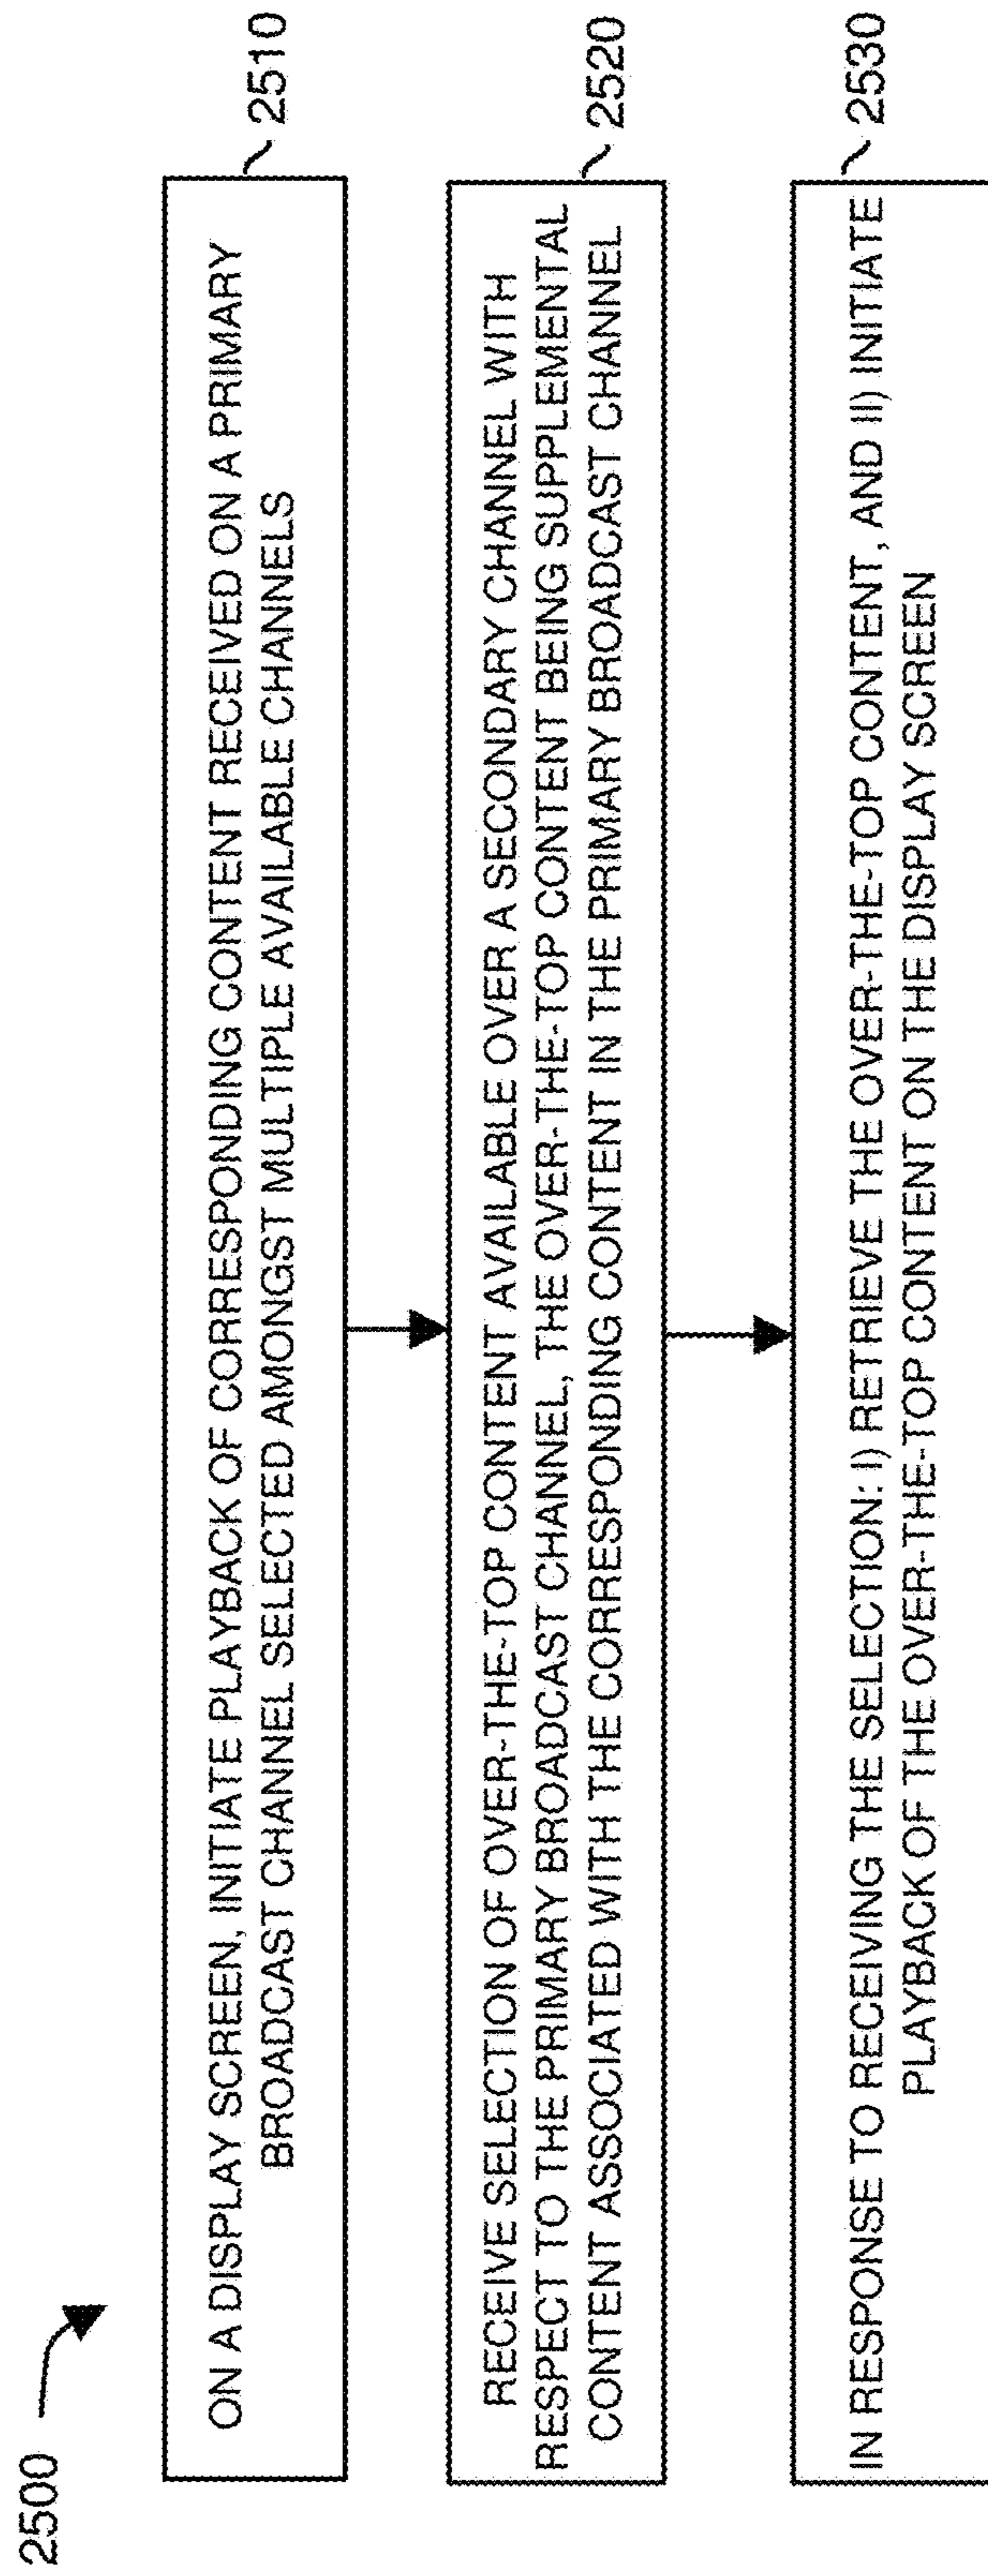 2500
ON A DISPLAY SCREEN, INITIATE PLAYBACK OF CORRESPONDING CONTENT RECEIVED ON A PRIMARY
BROADCAST CHANNEL SELECTED AMONGST MULTIPLE AVAILABLE CHANNELS
2510
RECEIVE SELECTION OF OVER-THE-TOP CONTENT AVAILABLE OVER A SECONDARY CHANNEL WITH
RESPECT TO THE PRIMARY BROADCAST CHANNEL, THE OVER-THE-TOP CONTENT BEING SUPPLEMENTAL
CONTENT ASSOCIATED WITH THE CORRESPONDING CONTENT IN THE PRIMARY BROADCAST CHANNEL
2520
IN RESPONSE TO RECEIVING THE SELECTION: I) RETRIEVE THE OVER-THE-TOP CONTENT, AND II) INITIATE
PLAYBACK OF THE OVER-THE-TOP CONTENT ON THE DISPLAY SCREEN
2530